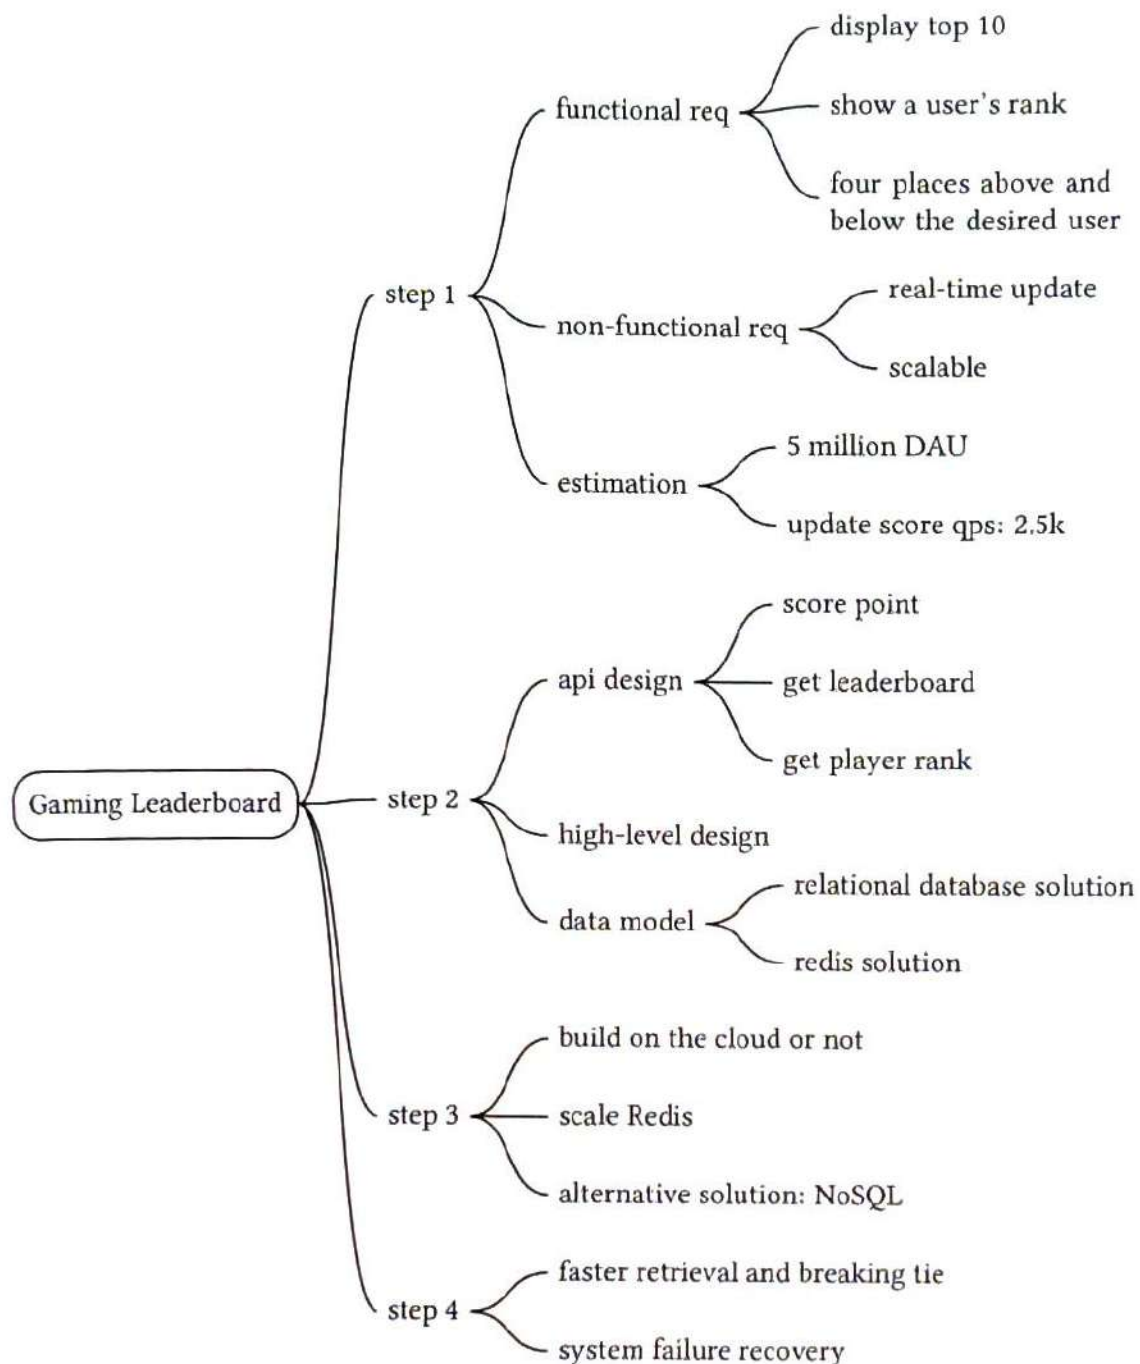 Gaming Leaderboard
step 1
functional req
display top 10
show a user's rank
four places above and
below the desired user
non-functional req
real-time update
scalable
estimation
5 million DAU
update score qps: 2.5k
step 2
api design
score point
get leaderboard
get player rank
high-level design
data model
relational database solution
redis solution
step 3
build on the cloud or not
scale Redis
alternative solution: NoSQL
step 4
faster retrieval and breaking tie
system failure recovery